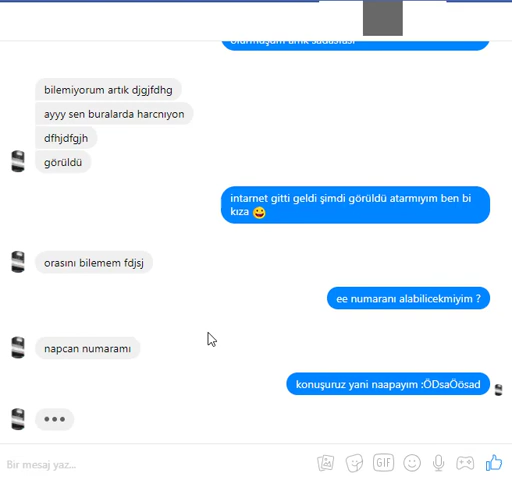 bilemiyorum artık djgjfdhg
ayyy sen buralarda harcnıyon
dfhjdfgjh
görüldü
intarnet gitti geldi şimdi görüldü atarmıyım ben bi
kıza 😄
orasını bilemem fdjsj
ee numaranı alabilicekmiyim ?
napcan numaramı
konuşuruz yani naapayım :ÖDsaÖösad
Bir mesaj yaz...
GIF